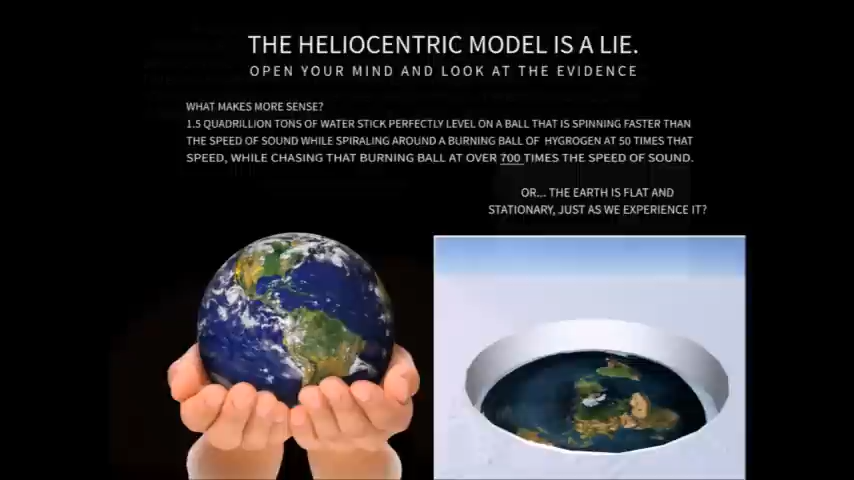 THE HELIOCENTRIC MODEL IS A LIE.
OPEN YOUR MIND AND LOOK AT THE EVIDENCE
WHAT MAKES MORE SENSE?
1.5 QUADRILLION TONS OF WATER STICK PERFECTLY LEVEL ON A BALL THAT IS SPINNING FASTER THAN
THE SPEED OF SOUND WHILE SPIRALING AROUND A BURNING BALL OF HYGROGEN AT 50 TIMES THAT
SPEED, WHILE CHASING THAT BURNING BALL AT OVER 700 TIMES THE SPEED OF SOUND.
OR... THE EARTH IS FLAT AND
STATIONARY, JUST AS WE EXPERIENCE IT?